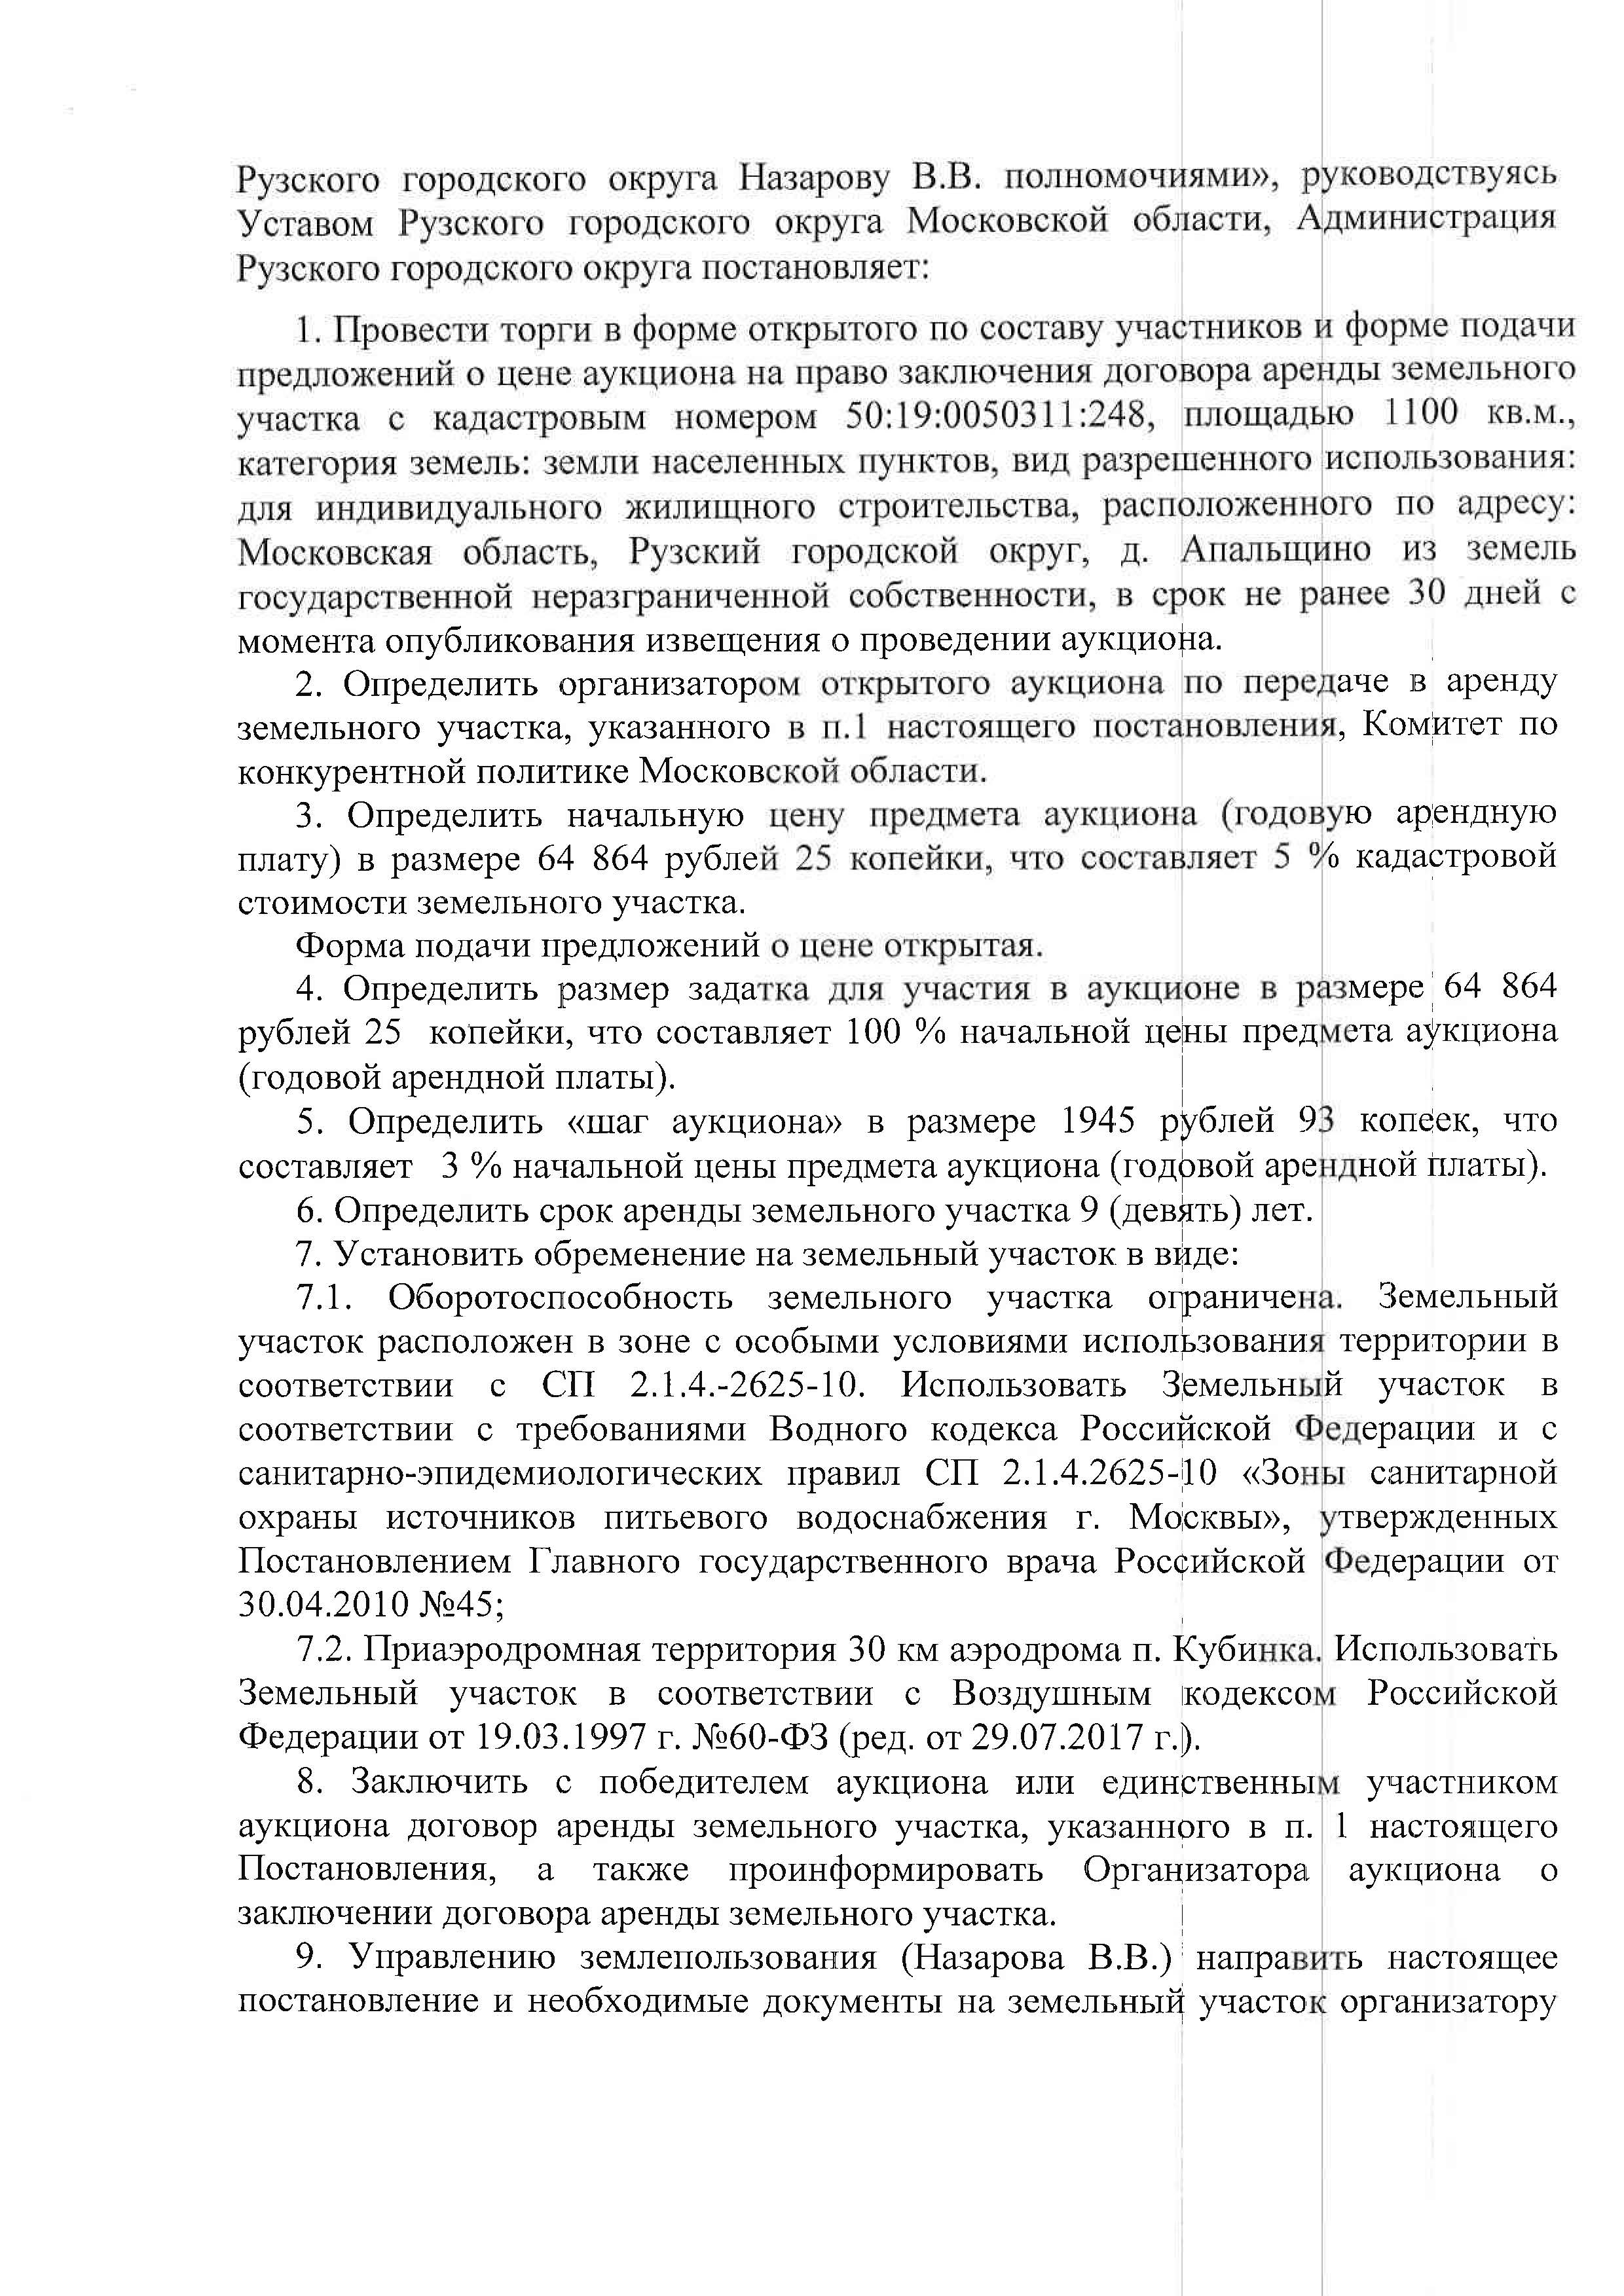 Рузского городского округа Назарову В.В. полномочиями», руководствуясь
Уставом Рузского городского округа Московской области, Администрация
Рузского городского округа постановляет:
1. Провести торги в форме открытого по составу участников и форме подачи
предложений о цене аукциона на право заключения договора аренды земельного
участка с кадастровым номером 50:19:0050311:248, площадью 1100 кв.м.,
категория земель: земли населенных пунктов, вид разрешенного использования:
для индивидуального жилищного строительства, расположенного по адресу:
Московская область, Рузский городской округ, д. Апальщино из земель
государственной неразграниченной собственности, в срок не ранее 30 дней с
момента опубликования извещения о проведении аукциона.
2. Определить организатором открытого аукциона по передаче в аренду
земельного участка, указанного в п.1 настоящего постановления, Комитет по
конкурентной политике Московской области.
3. Определить начальную цену предмета аукциона (годовую арендную
плату) в размере 64 864 рублей 25 копейки, что составляет 5 % кадастровой
стоимости земельного участка.
Форма подачи предложений о цене открытая.
4. Определить размер задатка для участия в аукционе в размере 64 864
рублей 25 копейки, что составляет 100 % начальной цены предмета аукциона
(годовой арендной платы).
5. Определить «шаг аукциона» в размере 1945 рублей 93 копеек, что
составляет 3 % начальной цены предмета аукциона (годовой арендной платы).
6. Определить срок аренды земельного участка 9 (девять) лет.
7. Установить обременение на земельный участок в виде:
7.1. Оборотоспособность земельного участка ограничена. Земельный
участок расположен в зоне с особыми условиями использования территории в
соответствии с СП 2.1.4.-2625-10. Использовать Земельный участок в
соответствии с требованиями Водного кодекса Российской Федерации и с
санитарно-эпидемиологических правил СП 2.1.4.2625-10 «Зоны санитарной
охраны источников питьевого водоснабжения г. Москвы», утвержденных
Постановлением Главного государственного врача Российской Федерации от
30.04.2010 №45;
7.2. Приаэродромная территория 30 км аэродрома п. Кубинка. Использовать
Земельный участок в соответствии с Воздушным кодексом Российской
Федерации от 19.03.1997 г. №60-ФЗ (ред. от 29.07.2017 г.).
8. Заключить с победителем аукциона или единственным участником
аукциона договор аренды земельного участка, указанного в п. 1 настоящего
Постановления, а также проинформировать Организатора аукциона о
заключении договора аренды земельного участка.
9. Управлению землепользования (Назарова В.В.) направить настоящее
постановление и необходимые документы на земельный участок организатору